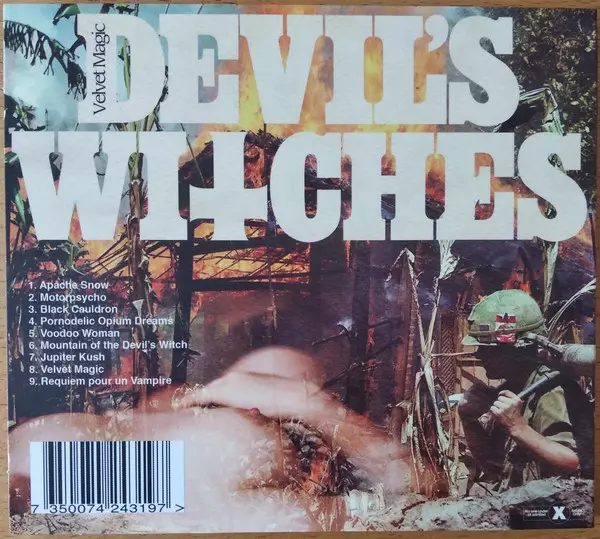 Velvet Magic
DEVIL'S
WITCHES
1. Apache Snow
2. Motorpsycho
3. Black Cauldron
4. Pornodelic Opium Dreams
5. Voodoo Woman
6. Mountain of the Devil's Witch
7. Jupiter Kush
8. Velvet Magic
9. Requiem pour un Vampire
7 350074 243197 >
X